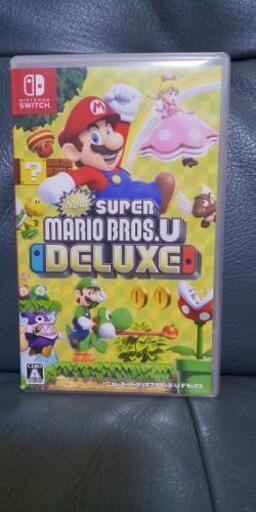 NINTENDO
SWITCH
New
SUPER
MARIO BROS. U
DELUXE
ニュー・スーパーマリオブラザーズ・U デラックス
CERO
A